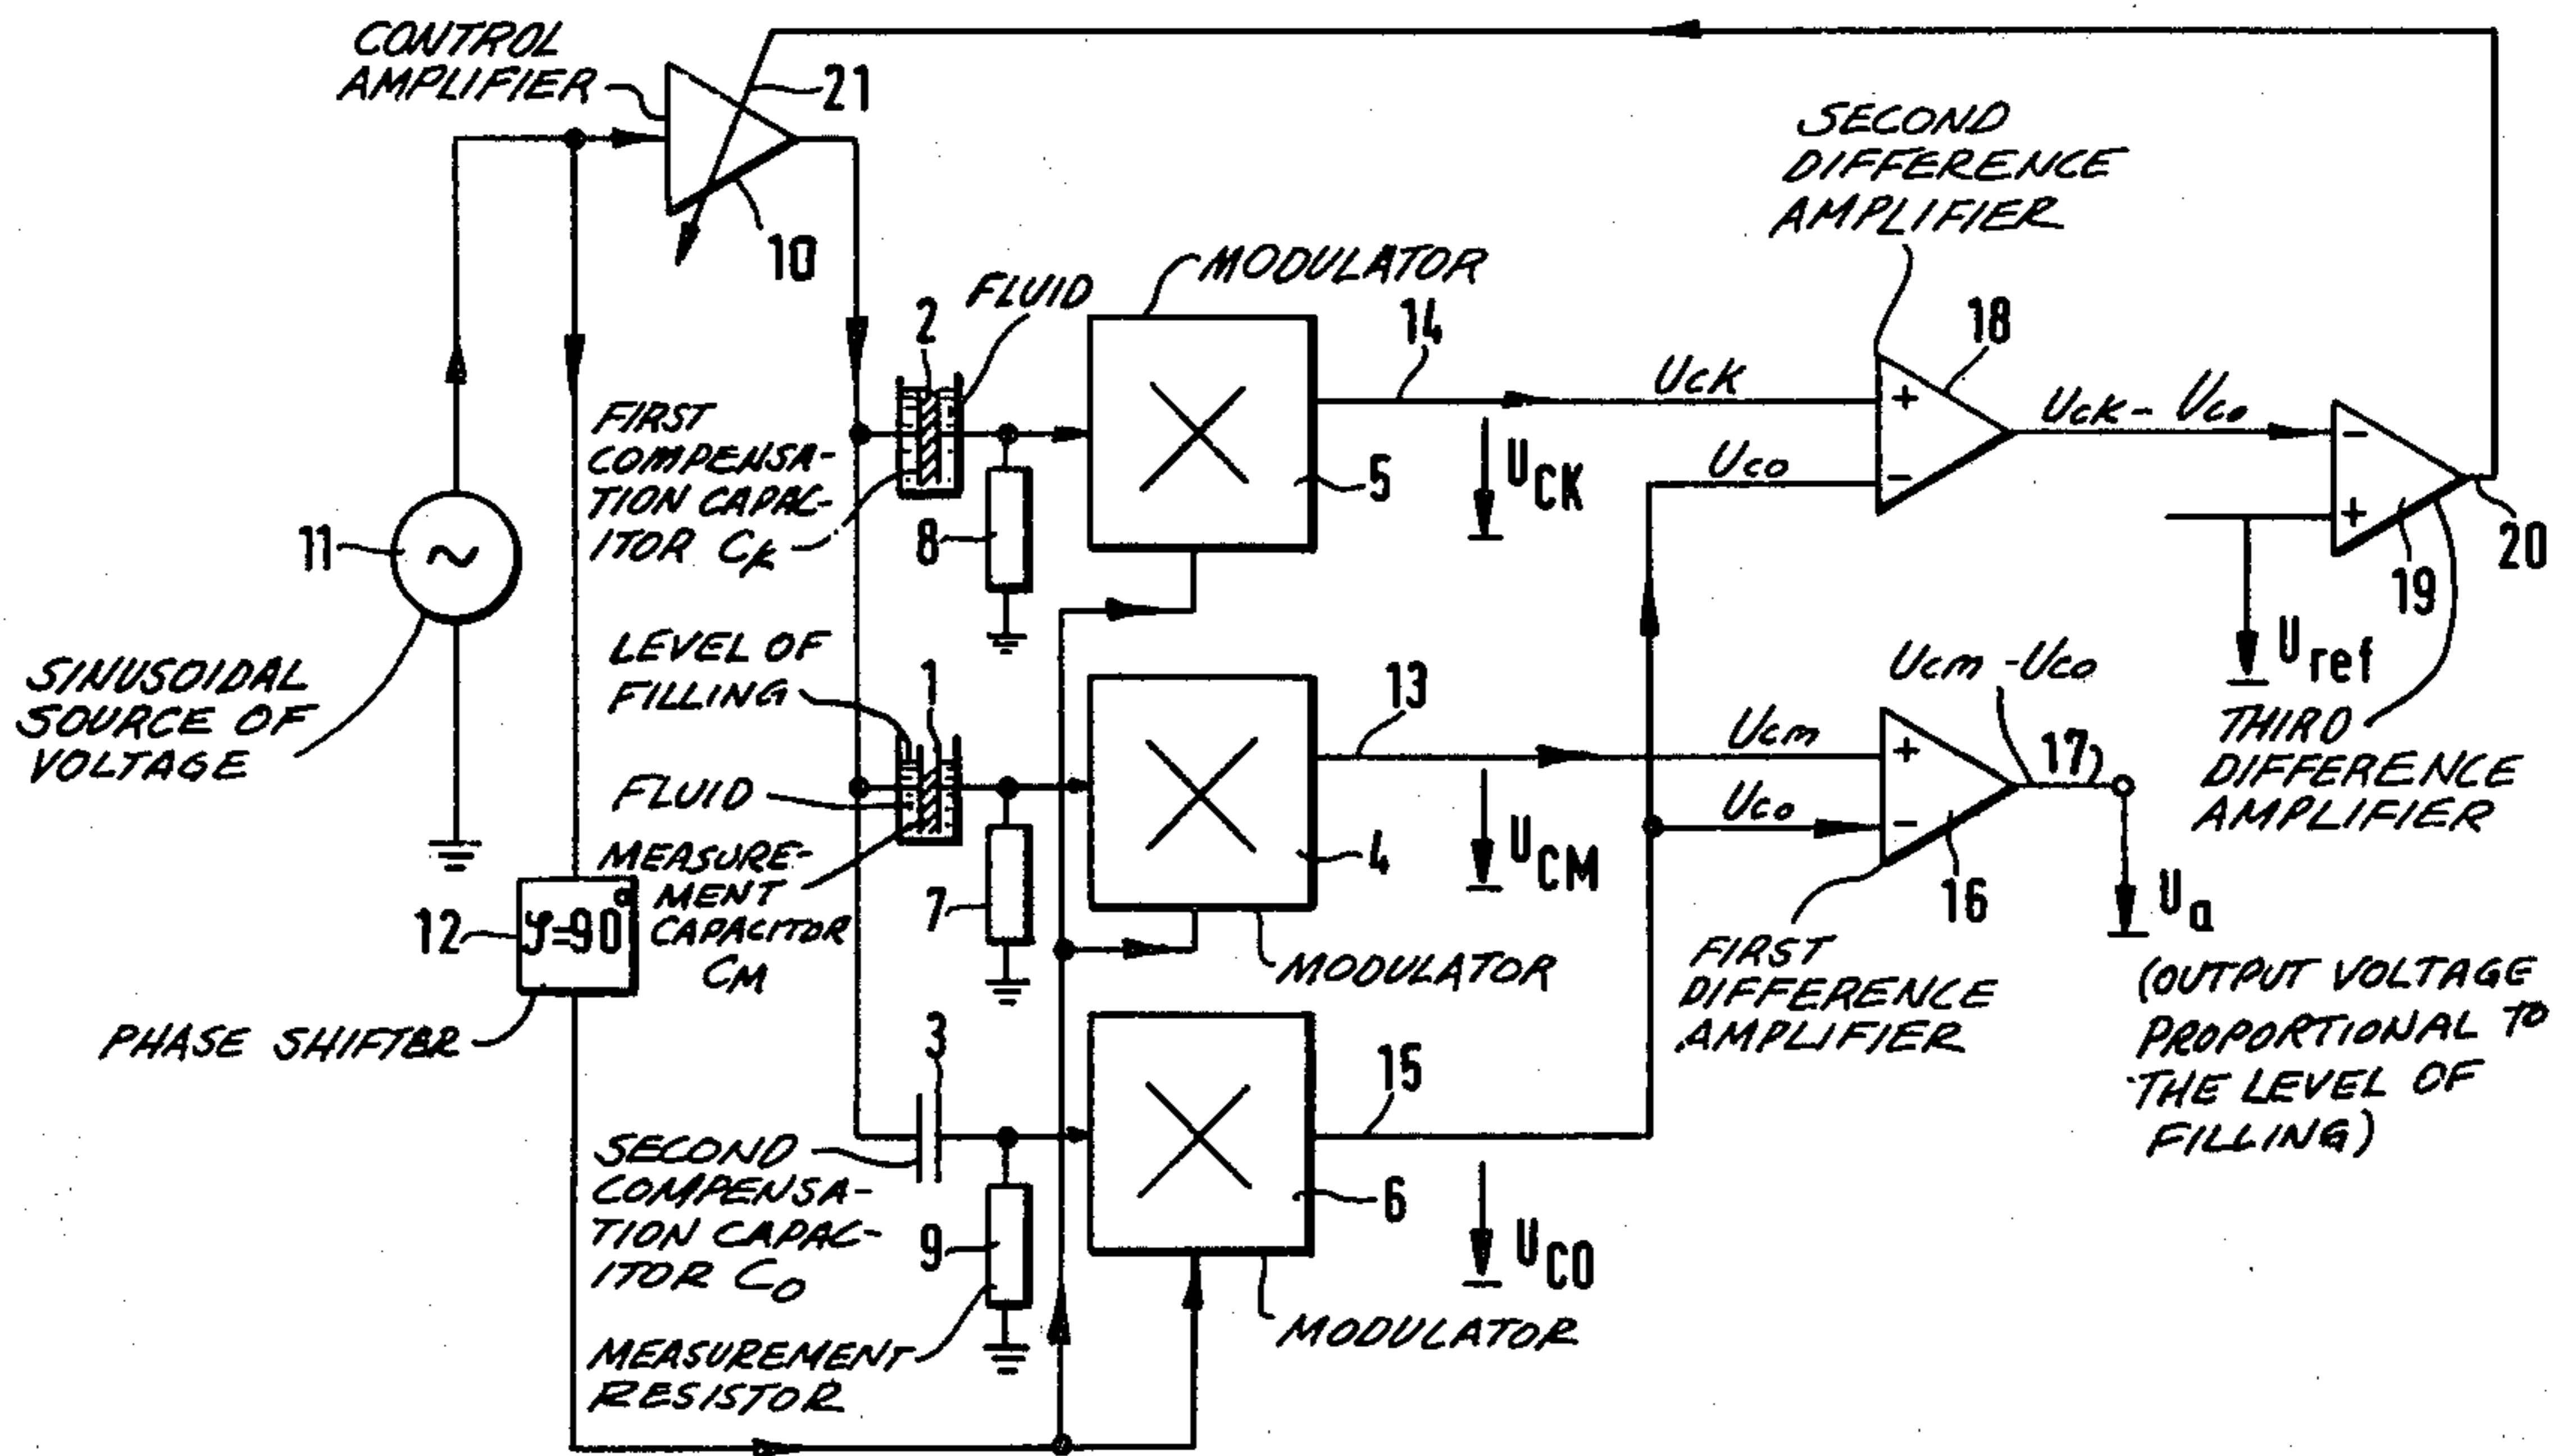 CONTROL
AMPLIFIER
21
10
SECOND
DIFFERENCE
AMPLIFIER
MODULATOR
FLUID
2
14
18
UCK
UCK - UCO
+
-
UCO
-
+
20
19
FIRST
COMPENSA-
TION CAPAC-
ITOR CK
8
5
UCK
11
~
SINUSOIDAL
SOURCE OF
VOLTAGE
LEVEL OF
FILLING
1
13
Uref
THIRD
DIFFERENCE
AMPLIFIER
UCM - UCO
UCM
17
+
UCO
-
FLUID
MEASURE-
MENT
CAPACITOR
CM
7
4
UCM
16
Ua
12
φ=90°
PHASE SHIFTER
MODULATOR
FIRST
DIFFERENCE
AMPLIFIER
(OUTPUT VOLTAGE
PROPORTIONAL TO
THE LEVEL OF
FILLING)
3
15
SECOND
COMPENSA-
TION CAPAC-
ITOR CO
9
6
UCO
MEASUREMENT
RESISTOR
MODULATOR